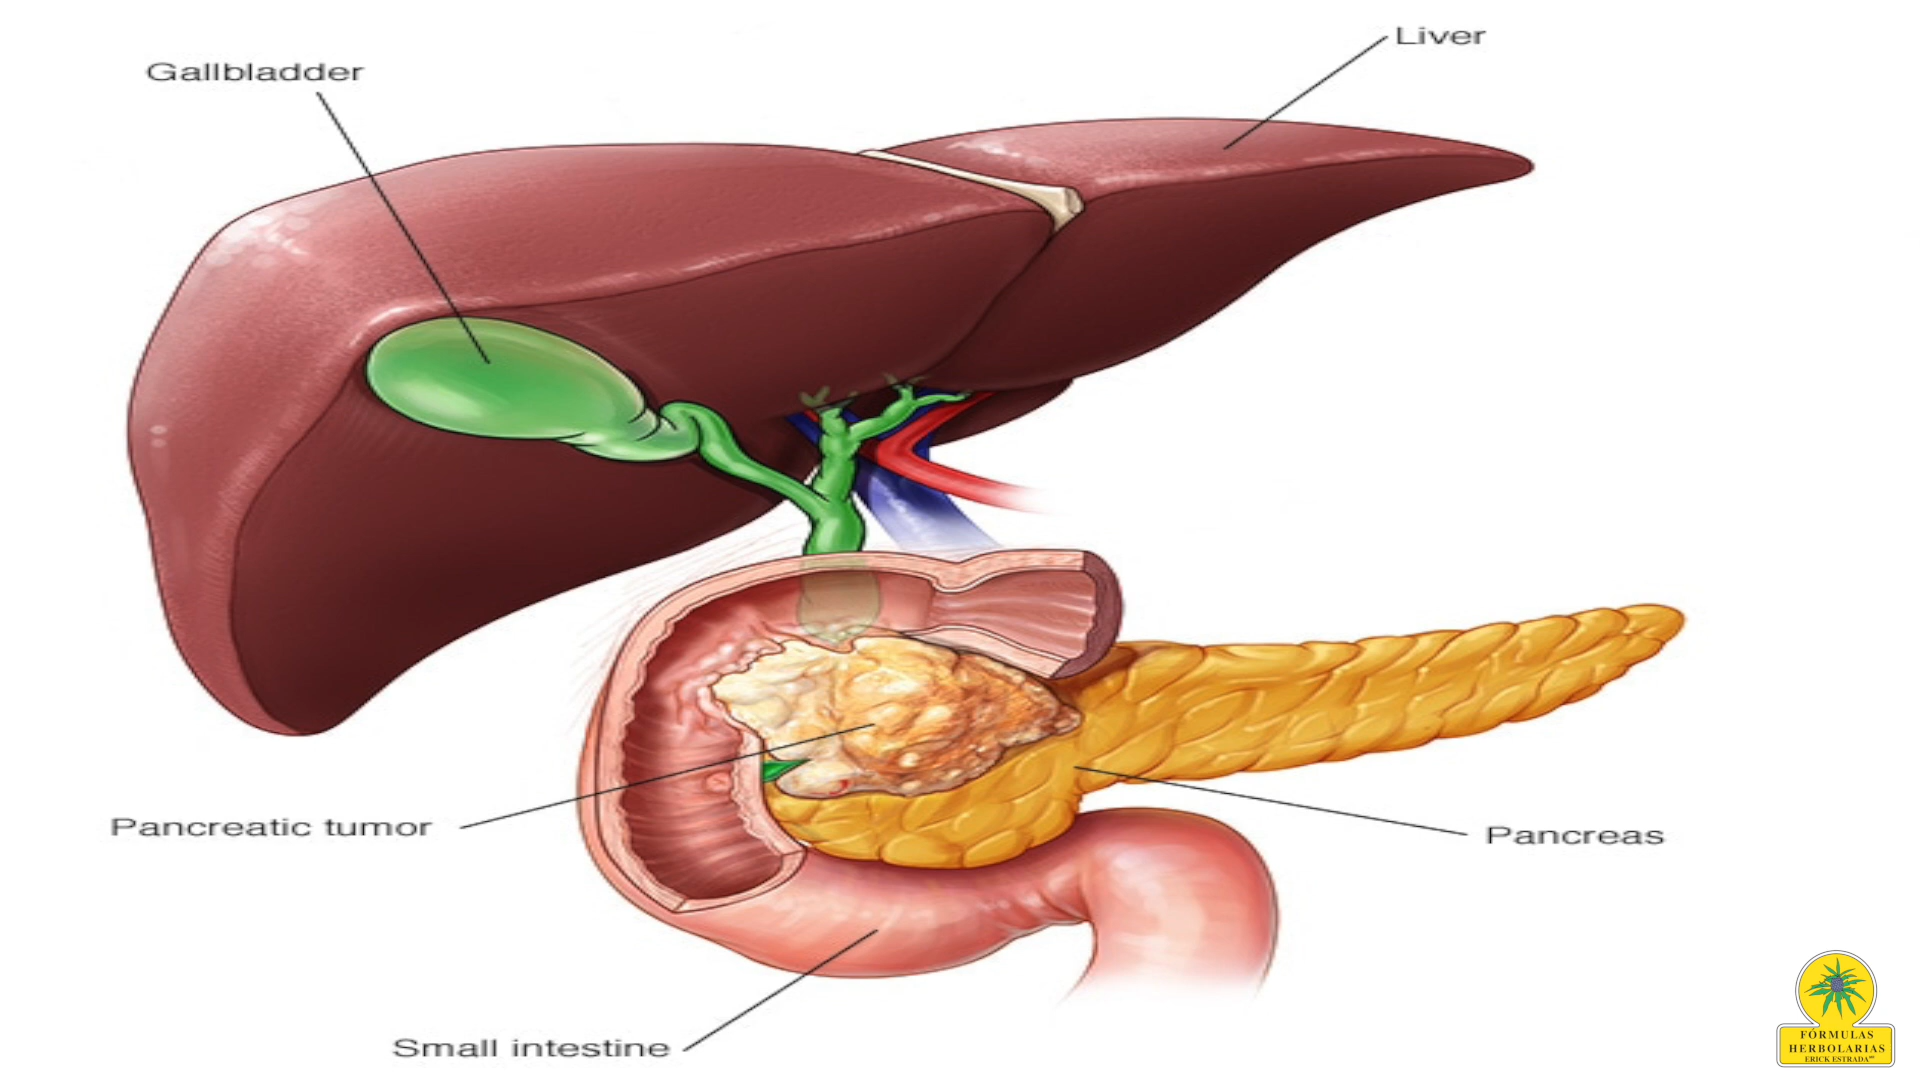 Liver
Gallbladder
Pancreatic tumor
Pancreas
Small intestine
FÓRMULAS
HERBOLARIAS
ERICK ESTRADA